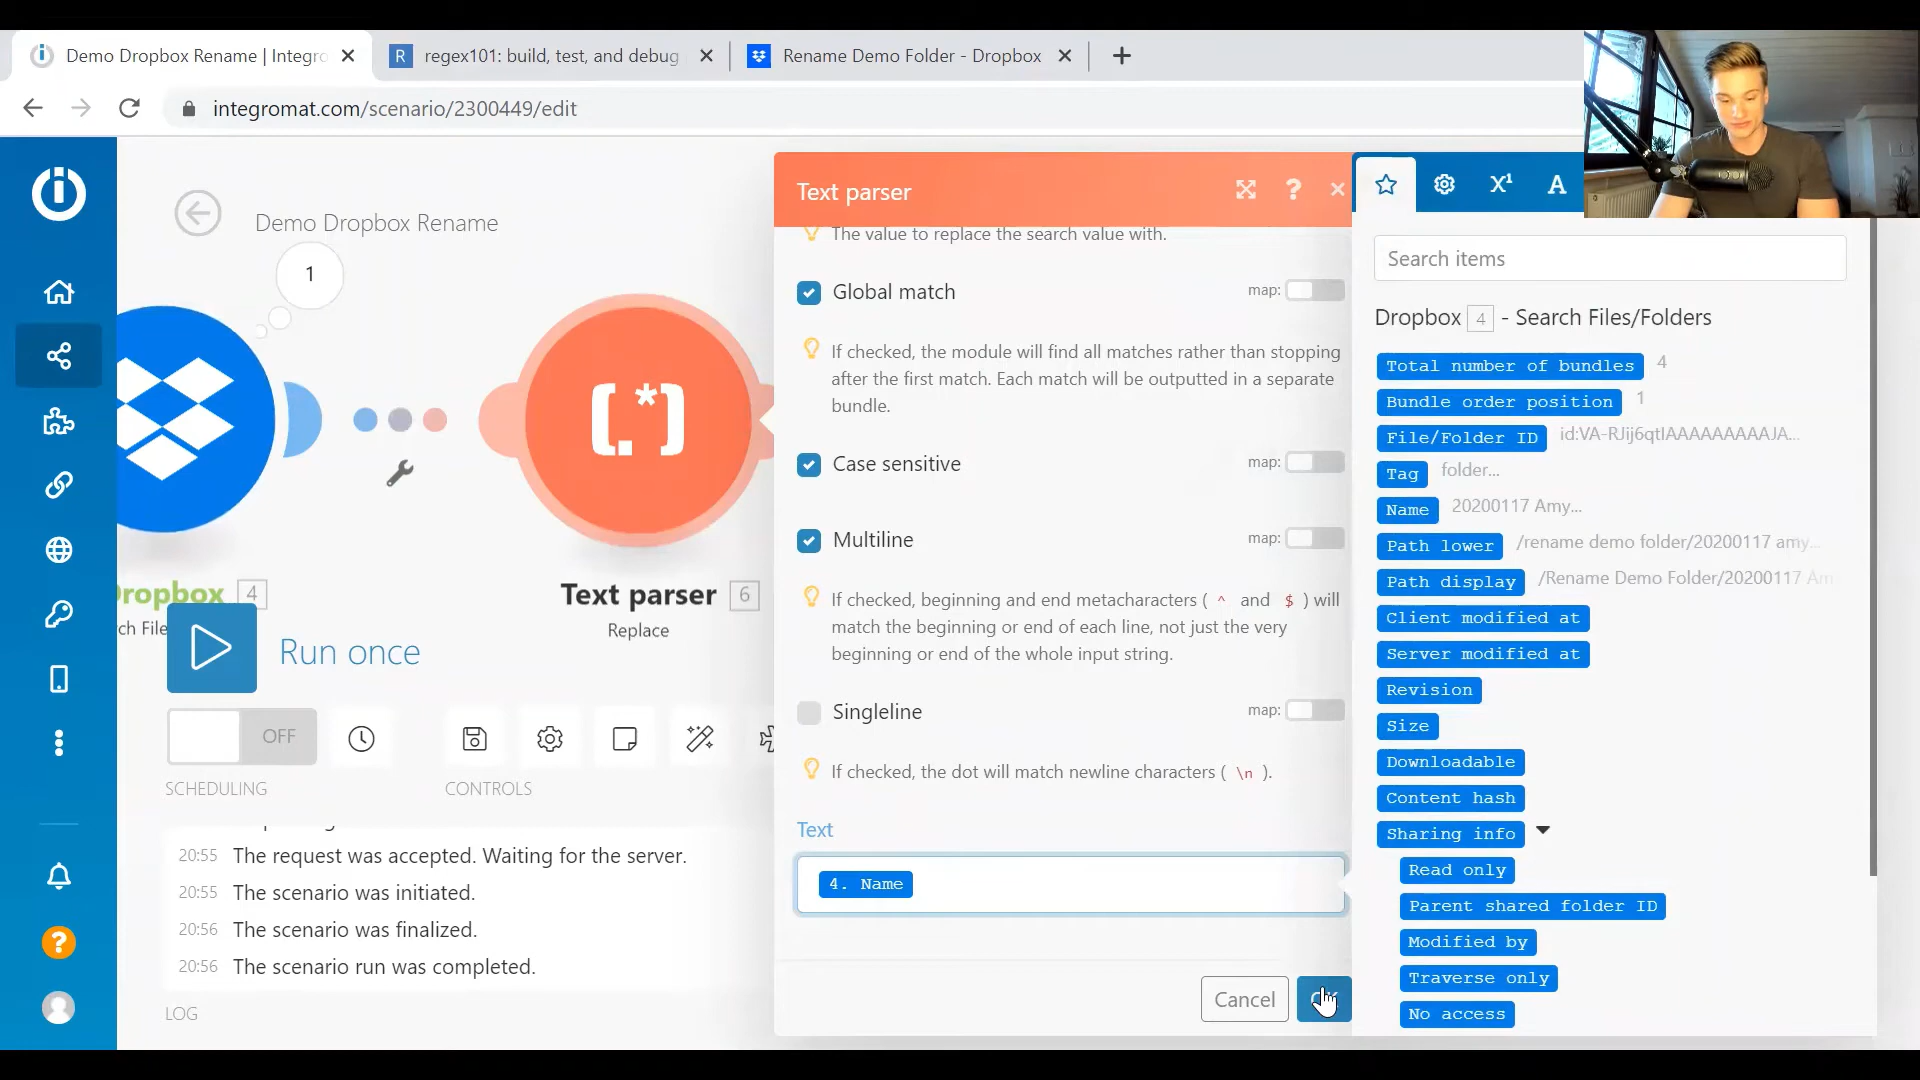 Demo Dropbox Rename | Integro
R
regex101: build, test, and debug
Rename Demo Folder - Dropbox
integromat.com/scenario/2300449/edit
Demo Dropbox Rename
1
[.*]
Dropbox 4
ch File
Text parser 6
Replace
Run once
OFF
SCHEDULING
CONTROLS
20:55 The request was accepted. Waiting for the server.
20:55 The scenario was initiated.
20:56 The scenario was finalized.
20:56 The scenario run was completed.
LOG
Text parser
?
The value to replace the search value with.
Global match
map:
If checked, the module will find all matches rather than stopping
after the first match. Each match will be outputted in a separate
bundle.
Case sensitive
map:
Multiline
map:
If checked, beginning and end metacharacters ( ^ and $ ) will
match the beginning or end of each line, not just the very
beginning or end of the whole input string.
Singleline
map:
If checked, the dot will match newline characters ( \n ).
Text
4. Name
Cancel
X¹
A
Search items
Dropbox 4 - Search Files/Folders
Total number of bundles 4
Bundle order position 1
File/Folder ID id:VA-RJij6qtIAAAAAAAAAJA...
Tag folder...
Name 20200117 Amy...
Path lower /rename demo folder/20200117 amy...
Path display /Rename Demo Folder/20200117 Am
Client modified at
Server modified at
Revision
Size
Downloadable
Content hash
Sharing info
Read only
Parent shared folder ID
Modified by
Traverse only
No access